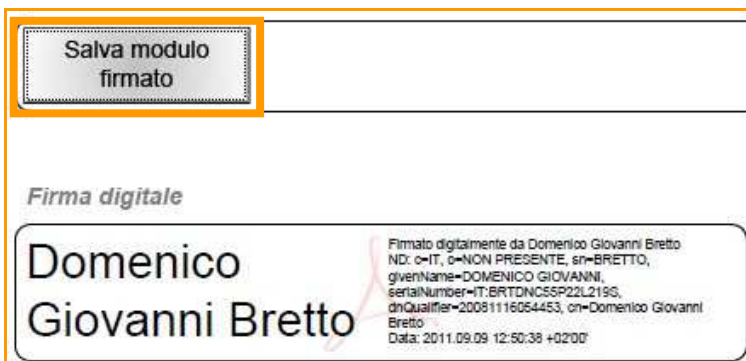 Salva modulo
firmato
Firma digitale
Domenico
Giovanni Bretto
Firmato digitalmente da Domenico Giovanni Bretto
ND: c=IT, o=NON PRESENTE, sn=BRETTO,
givenName=DOMENICO GIOVANNI,
serialNumber=IT:BRTDNC55P22L219S,
dnQualifier=20081116054453, cn=Domenico Giovanni
Bretto
Data: 2011.09.09 12:50:38 +02'00'